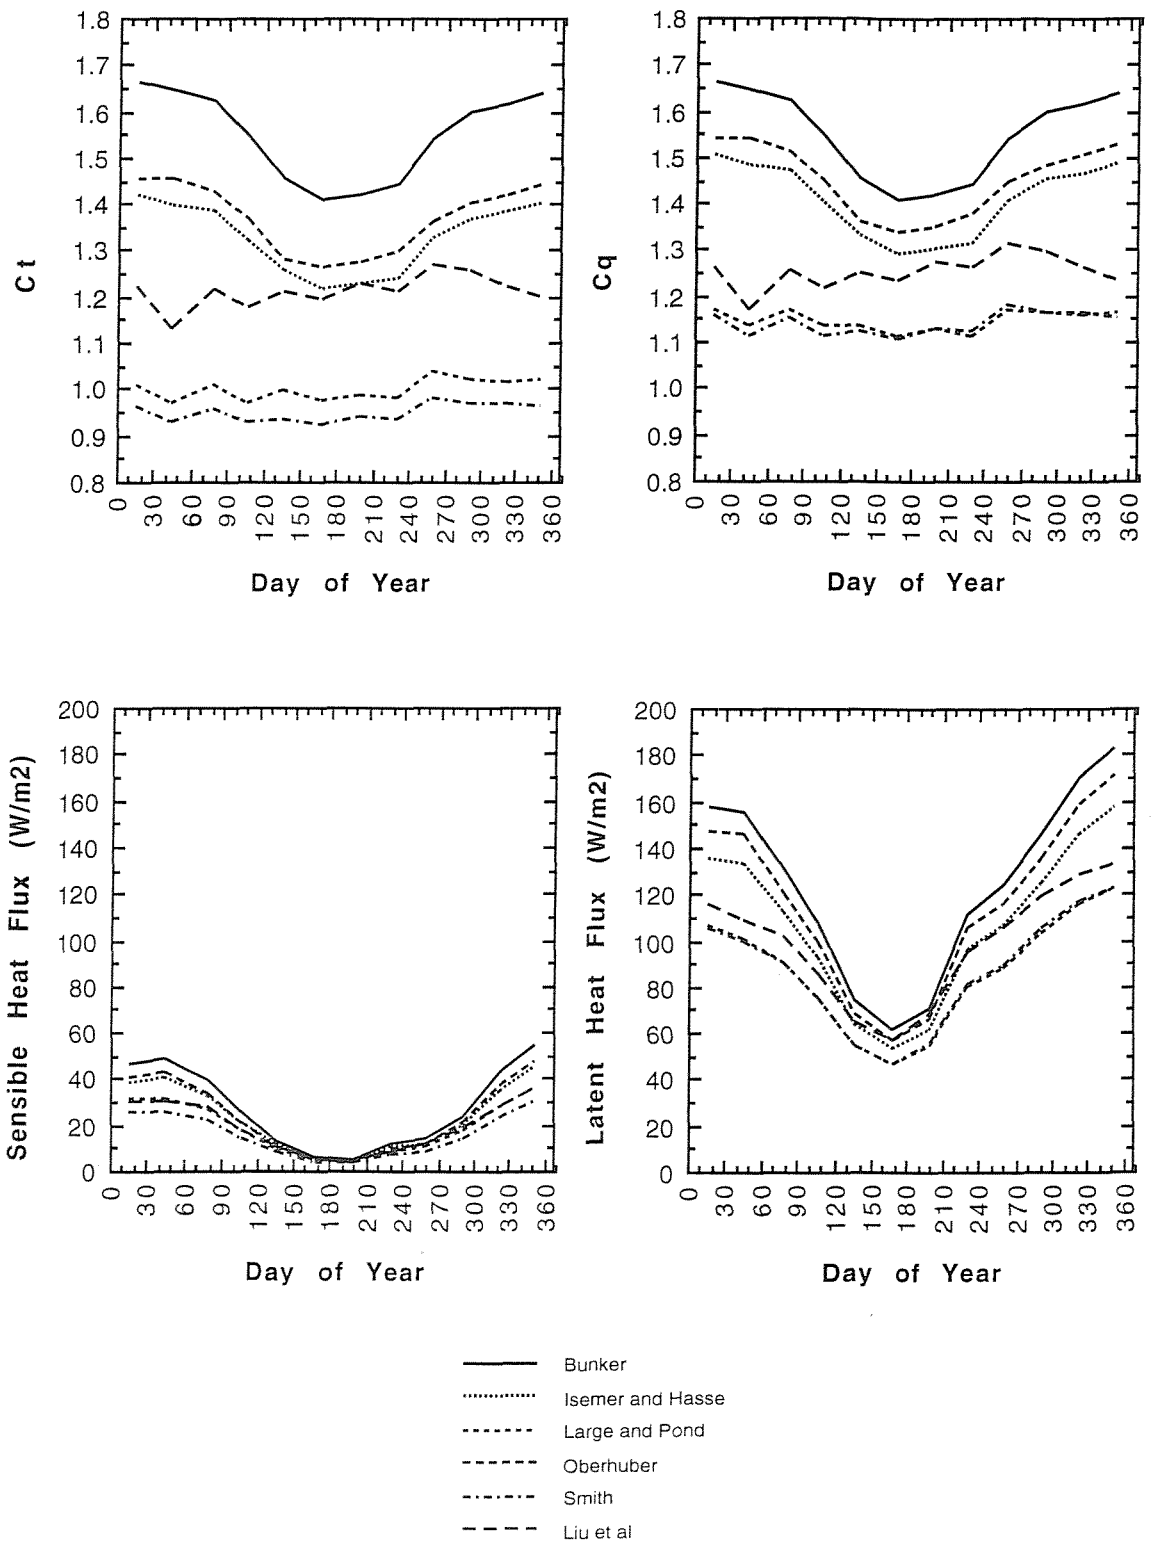 1.8
1.7
1.6
1.5
1.4
1.3
1.2
1.1
1.0
0.9
0.8
Ct
0 30 60 90 120 150 180 210 240 270 300 330 360
Day of Year
1.8
1.7
1.6
1.5
1.4
1.3
1.2
1.1
1.0
0.9
0.8
Cq
0 30 60 90 120 150 180 210 240 270 300 330 360
Day of Year
200
180
160
140
120
100
80
60
40
20
0
Sensible Heat Flux (W/m2)
0 30 60 90 120 150 180 210 240 270 300 330 360
Day of Year
200
180
160
140
120
100
80
60
40
20
0
Latent Heat Flux (W/m2)
0 30 60 90 120 150 180 210 240 270 300 330 360
Day of Year
Bunker
Isemer and Hasse
Large and Pond
Oberhuber
Smith
Liu et al